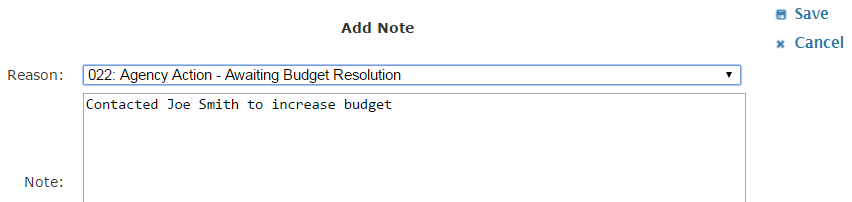 Add Note
Save
Cancel
Reason: 022: Agency Action - Awaiting Budget Resolution
Contacted Joe Smith to increase budget
Note: